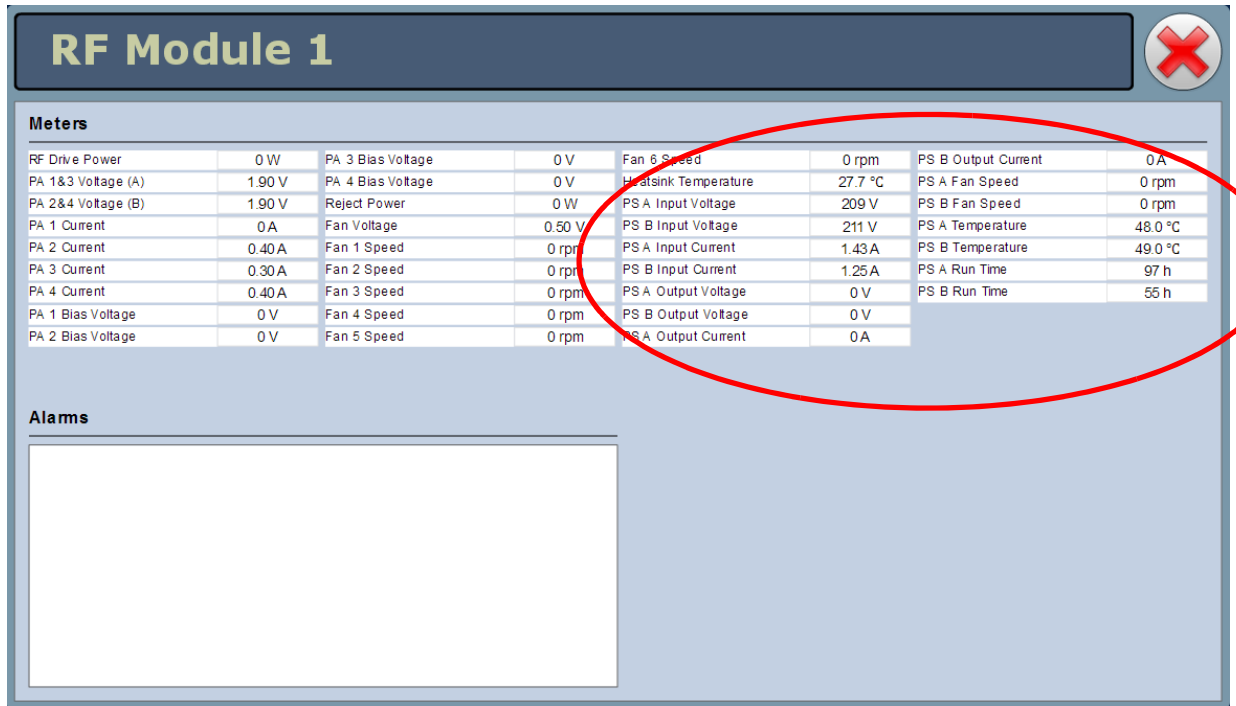 RF Module 1
Meters
RF Drive Power 0 W PA 3 Bias Voltage 0 V Fan 6 Speed 0 rpm PS B Output Current 0 A
PA 1&3 Voltage (A) 1.90 V PA 4 Bias Voltage 0 V Heatsink Temperature 27.7 °C PS A Fan Speed 0 rpm
PA 2&4 Voltage (B) 1.90 V Reject Power 0 W PS A Input Voltage 209 V PS B Fan Speed 0 rpm
PA 1 Current 0 A Fan Voltage 0.50 V PS B Input Voltage 211 V PS A Temperature 48.0 °C
PA 2 Current 0.40 A Fan 1 Speed 0 rpm PS A Input Current 1.43 A PS B Temperature 49.0 °C
PA 3 Current 0.30 A Fan 2 Speed 0 rpm PS B Input Current 1.25 A PS A Run Time 97 h
PA 4 Current 0.40 A Fan 3 Speed 0 rpm PS A Output Voltage 0 V PS B Run Time 55 h
PA 1 Bias Voltage 0 V Fan 4 Speed 0 rpm PS B Output Voltage 0 V
PA 2 Bias Voltage 0 V Fan 5 Speed 0 rpm PS A Output Current 0 A
Alarms